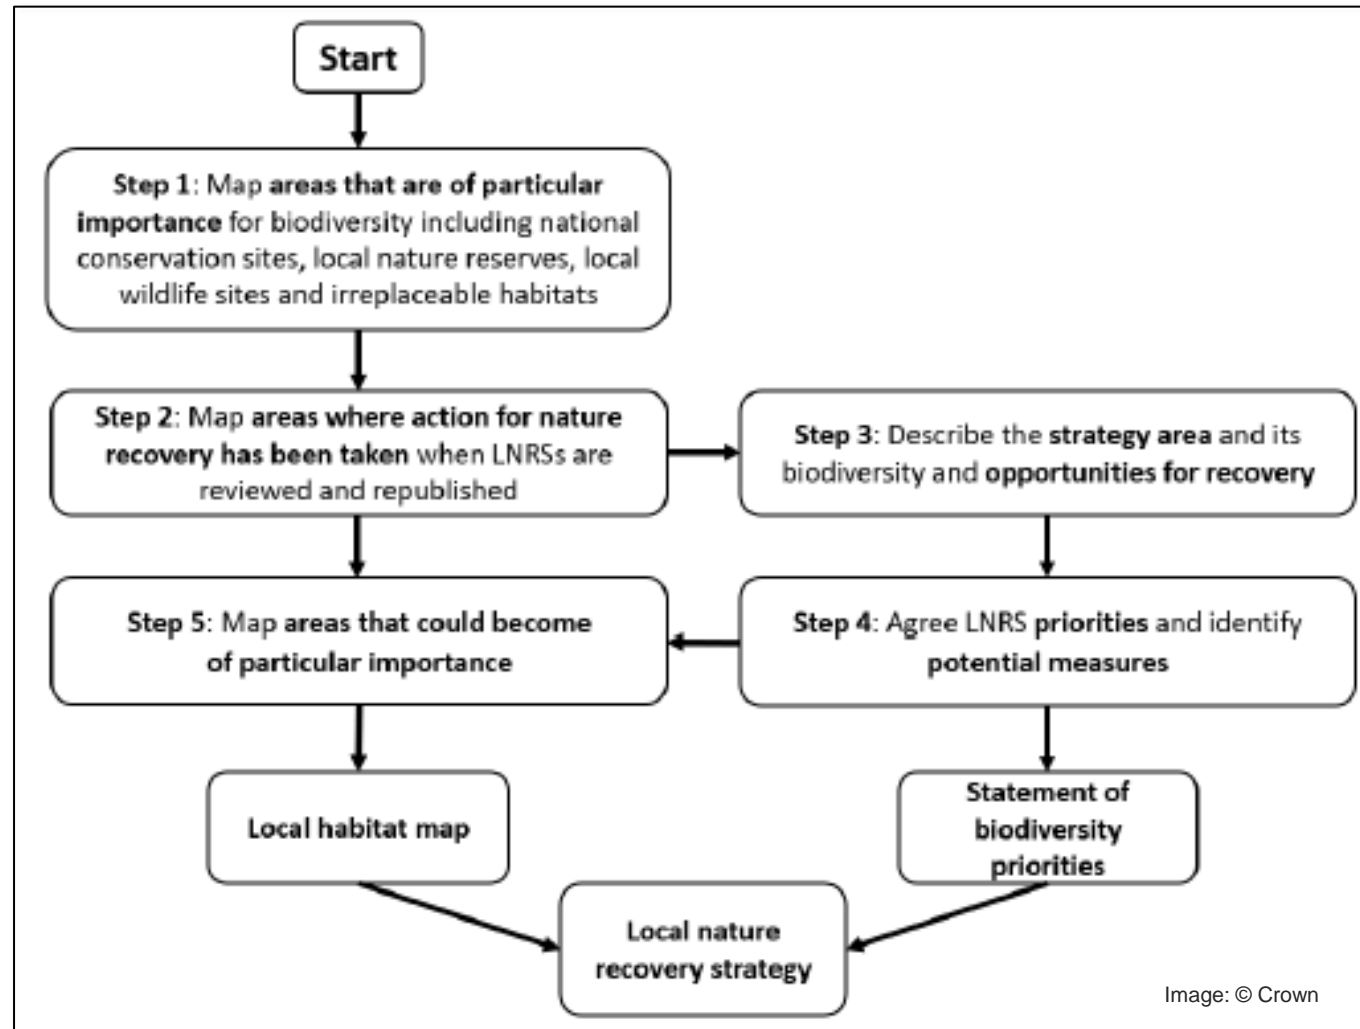 Start
Step 1: Map areas that are of particular
importance for biodiversity including national
conservation sites, local nature reserves, local
wildlife sites and irreplaceable habitats
Step 2: Map areas where action for nature
recovery has been taken when LNRSs are
reviewed and republished
Step 3: Describe the strategy area and its
biodiversity and opportunities for recovery
Step 4: Agree LNRS priorities and identify
potential measures
Step 5: Map areas that could become
of particular importance
Local habitat map
Statement of
biodiversity
priorities
Local nature
recovery strategy
Image: © Crown